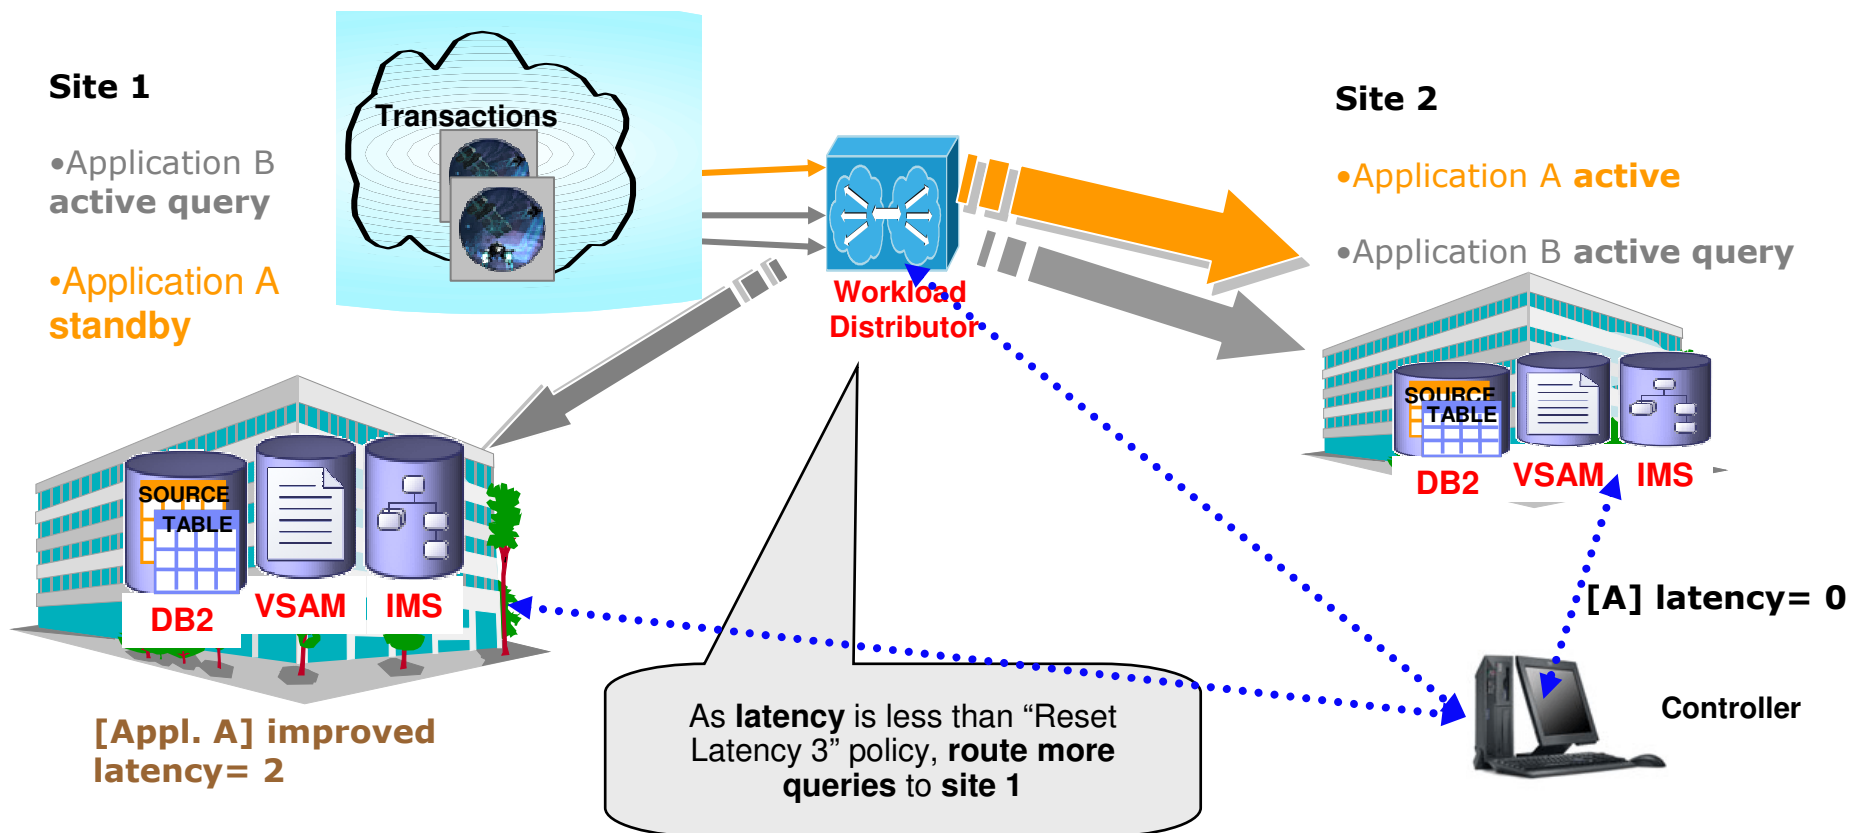 Site 1
•Application B
active query
•Application A
standby
Transactions
Workload
Distributor
Site 2
•Application A active
•Application B active query
SOURCE
TABLE
DB2
VSAM
IMS
SOURCE
TABLE
DB2
VSAM
IMS
[A] latency= 0
Controller
[Appl. A] improved
latency= 2
As latency is less than “Reset
Latency 3” policy, route more
queries to site 1